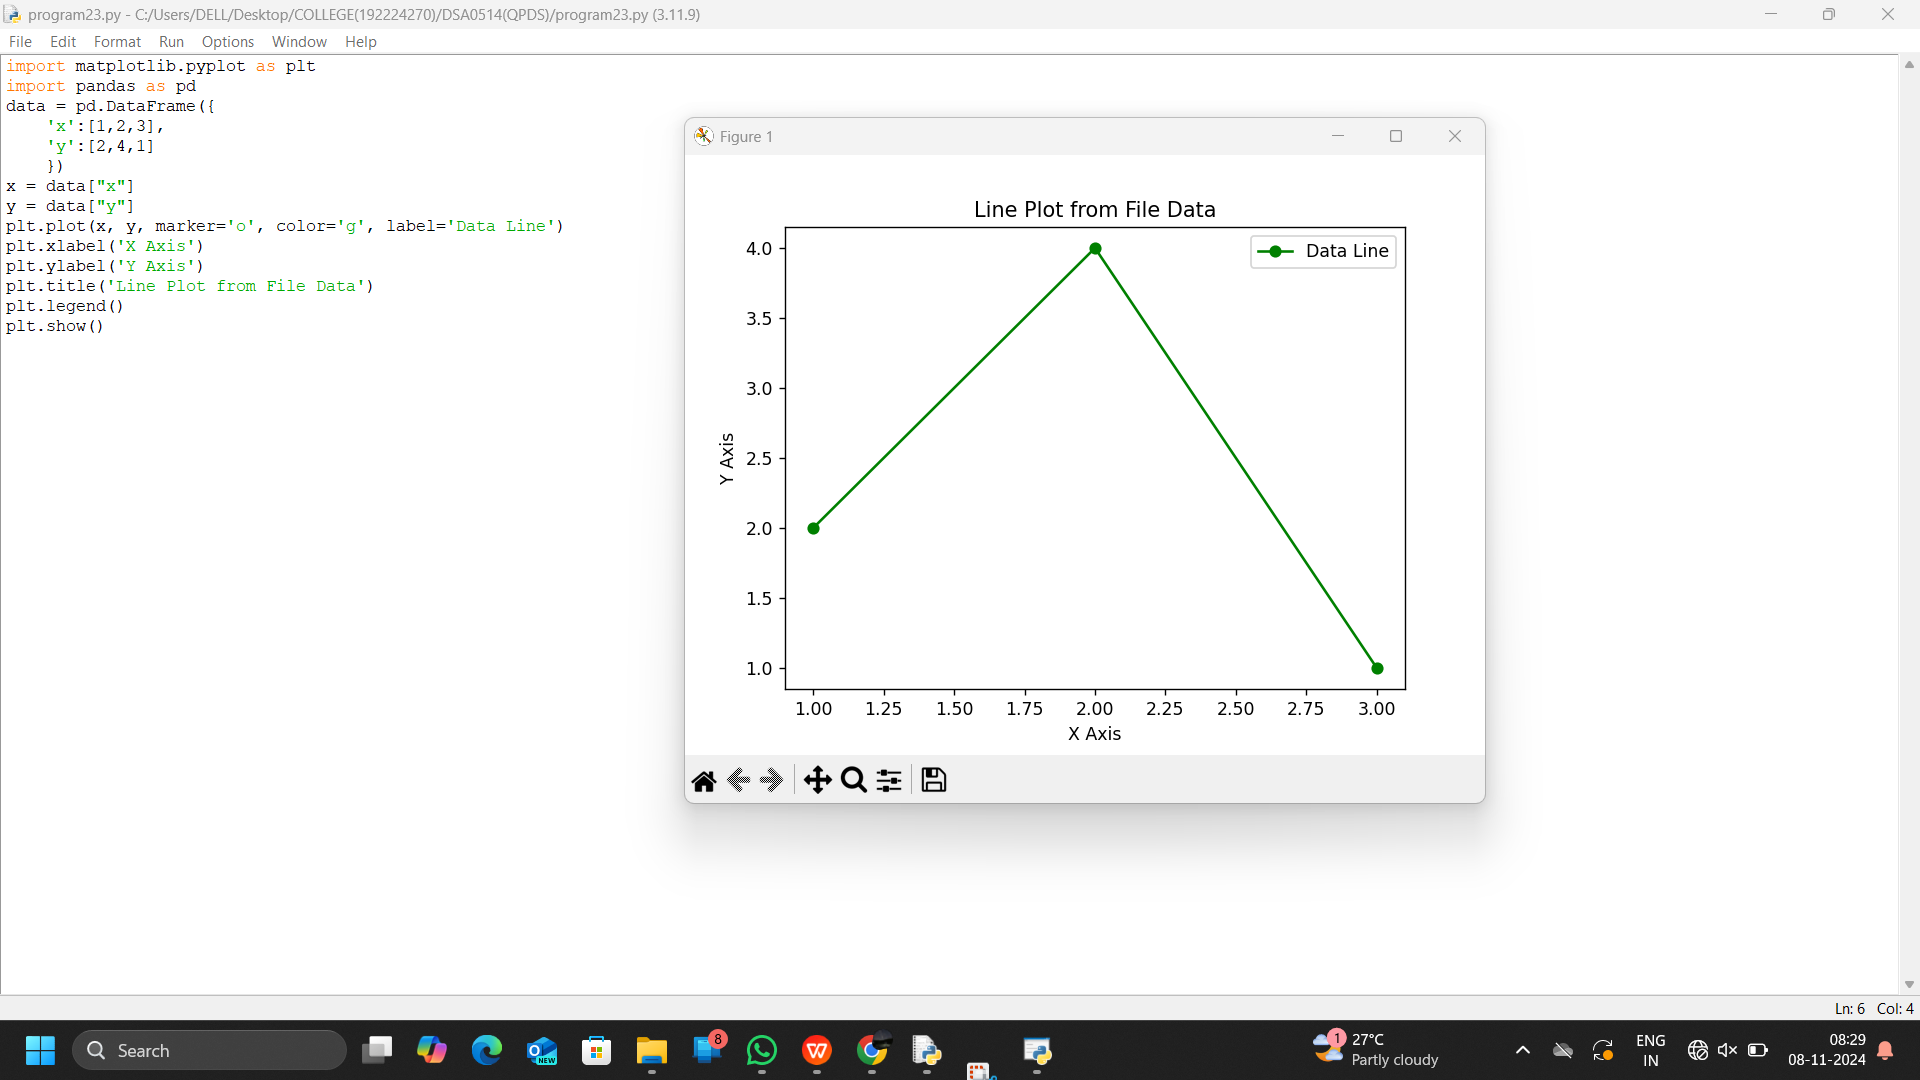 program23.py - C:/Users/DELL/Desktop/COLLEGE(192224270)/DSA0514(QPDS)/program23.py (3.11.9)
File Edit Format Run Options Window Help
import matplotlib.pyplot as plt
import pandas as pd
data = pd.DataFrame({
    'x':[1,2,3],
    'y':[2,4,1]
    })
x = data["x"]
y = data["y"]
plt.plot(x, y, marker='o', color='g', label='Data Line')
plt.xlabel('X Axis')
plt.ylabel('Y Axis')
plt.title('Line Plot from File Data')
plt.legend()
plt.show()
Figure 1
Line Plot from File Data
Data Line
4.0
3.5
3.0
2.5
2.0
1.5
1.0
Y Axis
1.00 1.25 1.50 1.75 2.00 2.25 2.50 2.75 3.00
X Axis
Ln: 6 Col: 4
Search
NEW
8
1
27°C
Partly cloudy
ENG
IN
08:29
08-11-2024